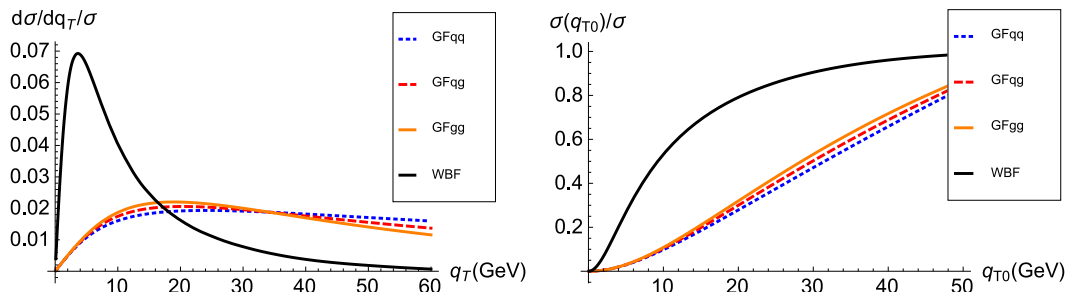 dσ/dq_T/σ
0.07
0.06
0.05
0.04
0.03
0.02
0.01
10 20 30 40 50 60
q_T(GeV)
GFqq
GFqg
GFgg
WBF
σ(q_T0)/σ
1.0
0.8
0.6
0.4
0.2
0 10 20 30 40 50
q_T0(GeV)
GFqq
GFqg
GFgg
WBF